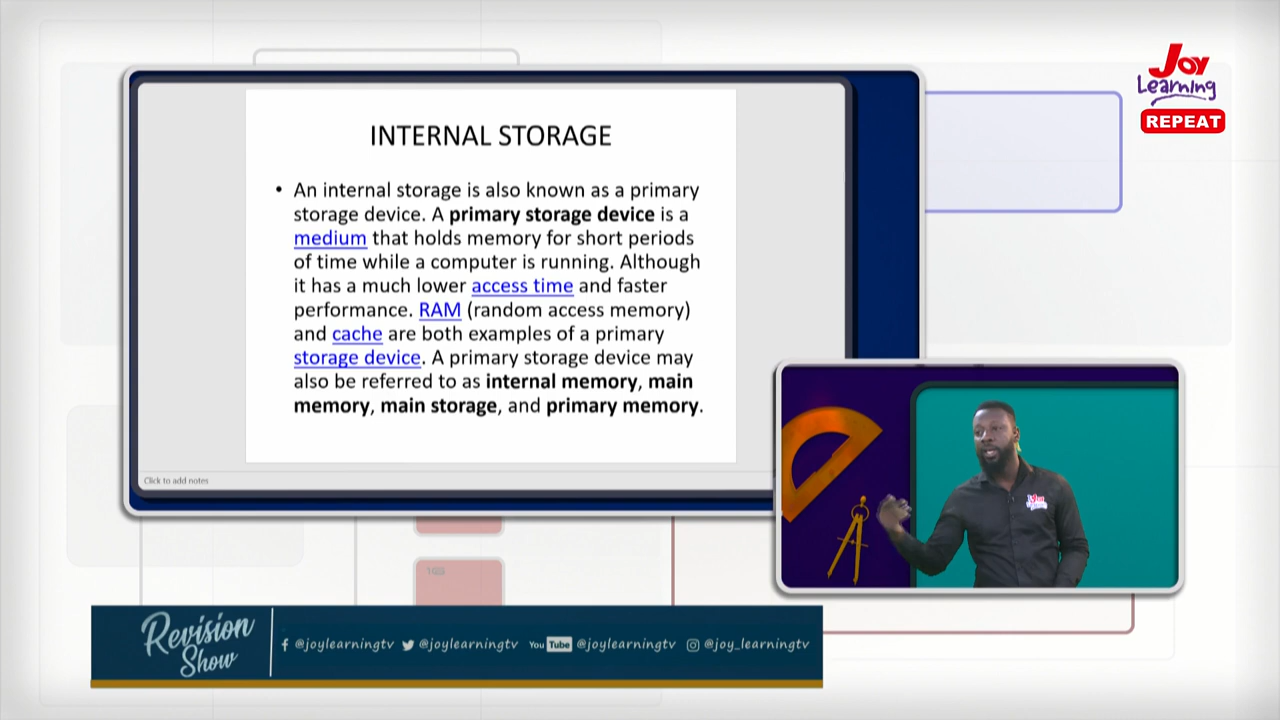 Joy
Learning
REPEAT
INTERNAL STORAGE
• An internal storage is also known as a primary
storage device. A primary storage device is a
medium that holds memory for short periods
of time while a computer is running. Although
it has a much lower access time and faster
performance. RAM (random access memory)
and cache are both examples of a primary
storage device. A primary storage device may
also be referred to as internal memory, main
memory, main storage, and primary memory.
Click to add notes
Revision
Show
@joylearningtv @joylearningtv You Tube @joylearningtv @joy_learningtv